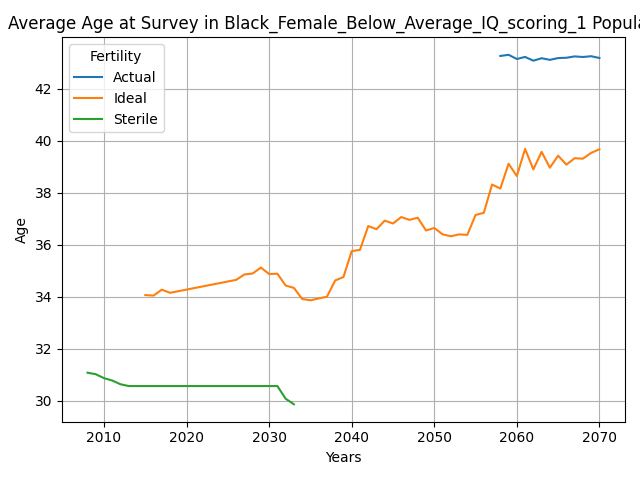 Average Age at Survey in Black_Female_Below_Average_IQ_scoring_1 Popula
Fertility
Actual
Ideal
Sterile
42
40
38
36
34
32
30
Age
2010 2020 2030 2040 2050 2060 2070
Years